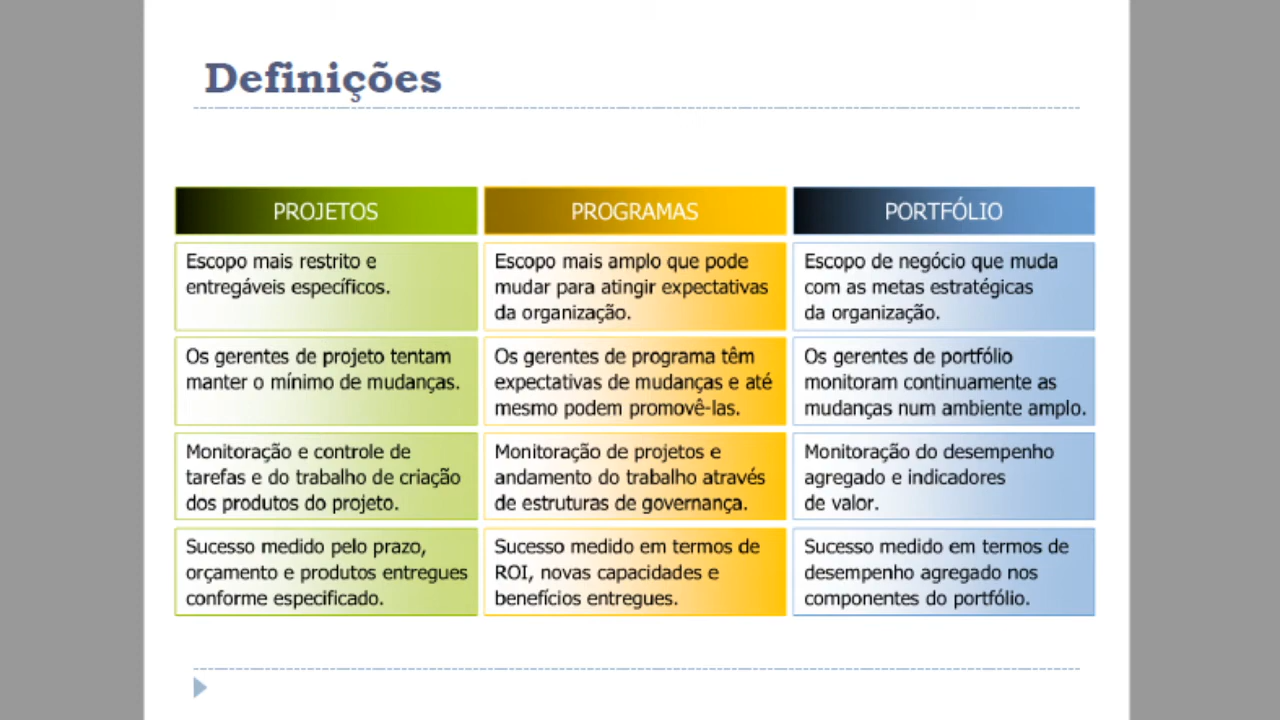 Definições
PROJETOS
PROGRAMAS
PORTFÓLIO
Escopo mais restrito e
entregáveis específicos.
Escopo mais amplo que pode
mudar para atingir expectativas
da organização.
Escopo de negócio que muda
com as metas estratégicas
da organização.
Os gerentes de projeto tentam
manter o mínimo de mudanças.
Os gerentes de programa têm
expectativas de mudanças e até
mesmo podem promovê-las.
Os gerentes de portfólio
monitoram continuamente as
mudanças num ambiente amplo.
Monitoração e controle de
tarefas e do trabalho de criação
dos produtos do projeto.
Monitoração de projetos e
andamento do trabalho através
de estruturas de governança.
Monitoração do desempenho
agregado e indicadores
de valor.
Sucesso medido pelo prazo,
orçamento e produtos entregues
conforme especificado.
Sucesso medido em termos de
ROI, novas capacidades e
benefícios entregues.
Sucesso medido em termos de
desempenho agregado nos
componentes do portfólio.